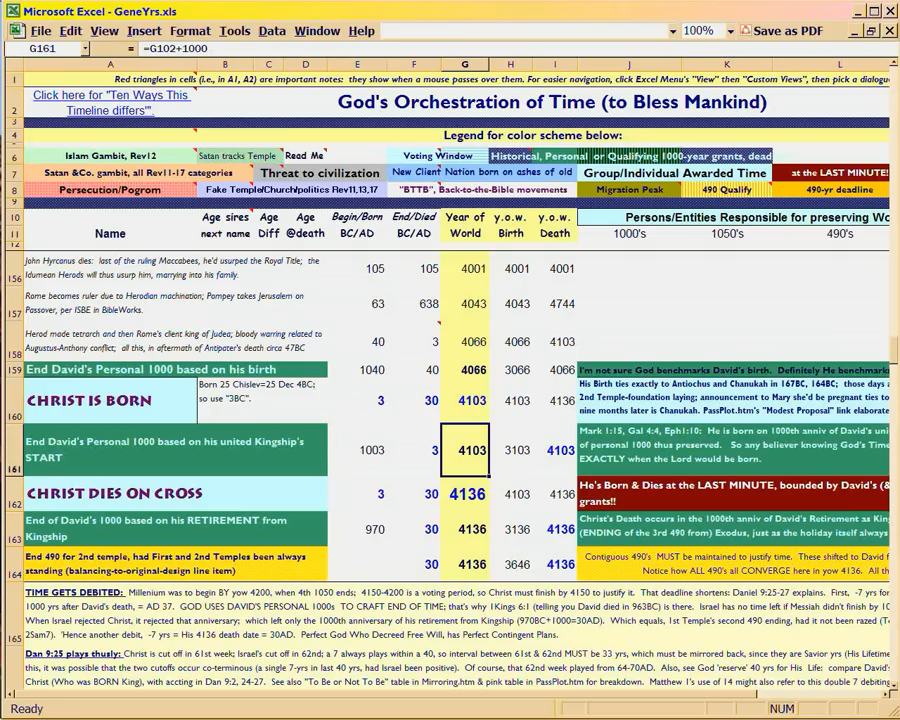 Microsoft Excel - GeneYrs.xls
File Edit View Insert Format Tools Data Window Help 100% Save as PDF
G161 = =G102+1000
A B C D E F G H I J K L
1 Red triangles in cells (i.e., in A1, A2) are important notes: they show when a mouse passes over them. For easier navigation, click Excel Menu's "View" then "Custom Views", then pick a dialogue
Click here for "Ten Ways This
Timeline differs'".
2 God's Orchestration of Time (to Bless Mankind)
3
4 Legend for color scheme below:
6 Islam Gambit, Rev12 Satan tracks Temple Read Me Voting Window Historical, Personal or Qualifying 1000-year grants, dead
7 Satan &Co. gambit, all Rev11-17 categories Threat to civilization New Client Nation born on ashes of old Group/Individual Awarded Time at the LAST MINUTE!
8 Persecution/Pogrom Fake Temple/Church/politics Rev11,13,17 "BTTB", Back-to-the-Bible movements Migration Peak 490 Qualify 490-yr deadline
9
10 Age sires Age Age Begin/Born End/Died Year of y.o.w. y.o.w. Persons/Entities Responsible for preserving Wo
11 Name next name Diff @death BC/AD BC/AD World Birth Death 1000's 1050's 490's
12
John Hyrcanus dies: last of the ruling Maccabees, he'd usurped the Royal Title; the
Idumean Herods will thus usurp him, marrying into his family.
156 105 105 4001 4001 4001
Rome becomes ruler due to Herodian machination; Pompey takes Jerusalem on
Passover, per ISBE in BibleWorks.
157 63 638 4043 4043 4744
Herod made tetrarch and then Rome's client king of Judea; bloody warring related to
Augustus-Anthony conflict; all this, in aftermath of Antipater's death circa 47BC
158 40 3 4066 4066 4103
159 End David's Personal 1000 based on his birth 1040 40 4066 3066 4066 I'm not sure God benchmarks David's birth. Definitely He benchmark
160 CHRIST IS BORN
Born 25 Chislev=25 Dec 4BC;
so use "3BC".
3 30 4103 4103 4136
His Birth ties exactly to Antiochus and Chanukah in 167BC, 164BC; those days a
2nd Temple-foundation laying; announcement to Mary she'd be pregnant ties to
nine months later is Chanukah. PassPlot.htm's "Modest Proposal" link elaborate
End David's Personal 1000 based on his united Kingship's
START
161 1003 3 4103 3103 4103
Mark 1:15, Gal 4:4, Eph1:10: He is born on 1000th anniv of David's uni
of personal 1000 thus preserved. So any believer knowing God's Time
EXACTLY when the Lord would be born.
162 CHRIST DIES ON CROSS 3 30 4136 4103 4136
He's Born & Dies at the LAST MINUTE, bounded by David's (&
grants!!
End of David's 1000 based on his RETIREMENT from
Kingship
163 970 30 4136 3136 4136
Christ's Death occurs in the 1000th anniv of David's Retirement as Kin
(ENDING of the 3rd 490 from) Exodus, just as the holiday itself always
End 490 for 2nd temple, had First and 2nd Temples been always
standing (balancing-to-original-design line item)
164 30 4136 3646 4136
Contiguous 490's MUST be maintained to justify time. These shifted to David f
Notice how ALL 490's all CONVERGE here in yow 4136. All th
TIME GETS DEBITED: Millenium was to begin BY yow 4200, when 4th 1050 ends; 4150-4200 is a voting period, so Christ must finish by 4150 to justify it. That deadline shortens: Daniel 9:25-27 explains. First, -7 yrs f
1000 yrs after David's death, = AD 37. GOD USES DAVID'S PERSONAL 1000s TO CRAFT END OF TIME; that's why 1Kings 6:1 (telling you David died in 963BC) is there. Israel has no time left if Messiah didn't finish by 10
When Israel rejected Christ, it rejected that anniversary; which left only the 1000th anniversary of his retirement from Kingship (970BC+1000=30AD). Which equals, 1st Temple's second 490 ending, had it not been razed (T
165 2Sam7). 'Hence another debit, -7 yrs = His 4136 death date = 30AD. Perfect God Who Decreed Free Will, has Perfect Contingent Plans.
Dan 9:25 plays thusly: Christ is cut off in 61st week; Israel's cut off in 62nd; a 7 always plays within a 40, so interval between 61st & 62nd MUST BE 33 yrs, which must be mirrored back, since they are Savior yrs (His Lifetime
this, it was possible that the two cutoffs occur co-terminous (a single 7-yrs in last 40 yrs, had Israel been positive). Of course, that 62nd week played from 64-70AD. Also, see God 'reserve' 40 yrs for His Life: compare David's
Christ (Who was BORN King), with accting in Dan 9:2, 24-27. See also "To Be or Not To Be" table in Mirroring.htm & pink table in PassPlot.htm for breakdown. Matthew 1's use of 14 might also refer to this double 7 debiting
Ready NUM